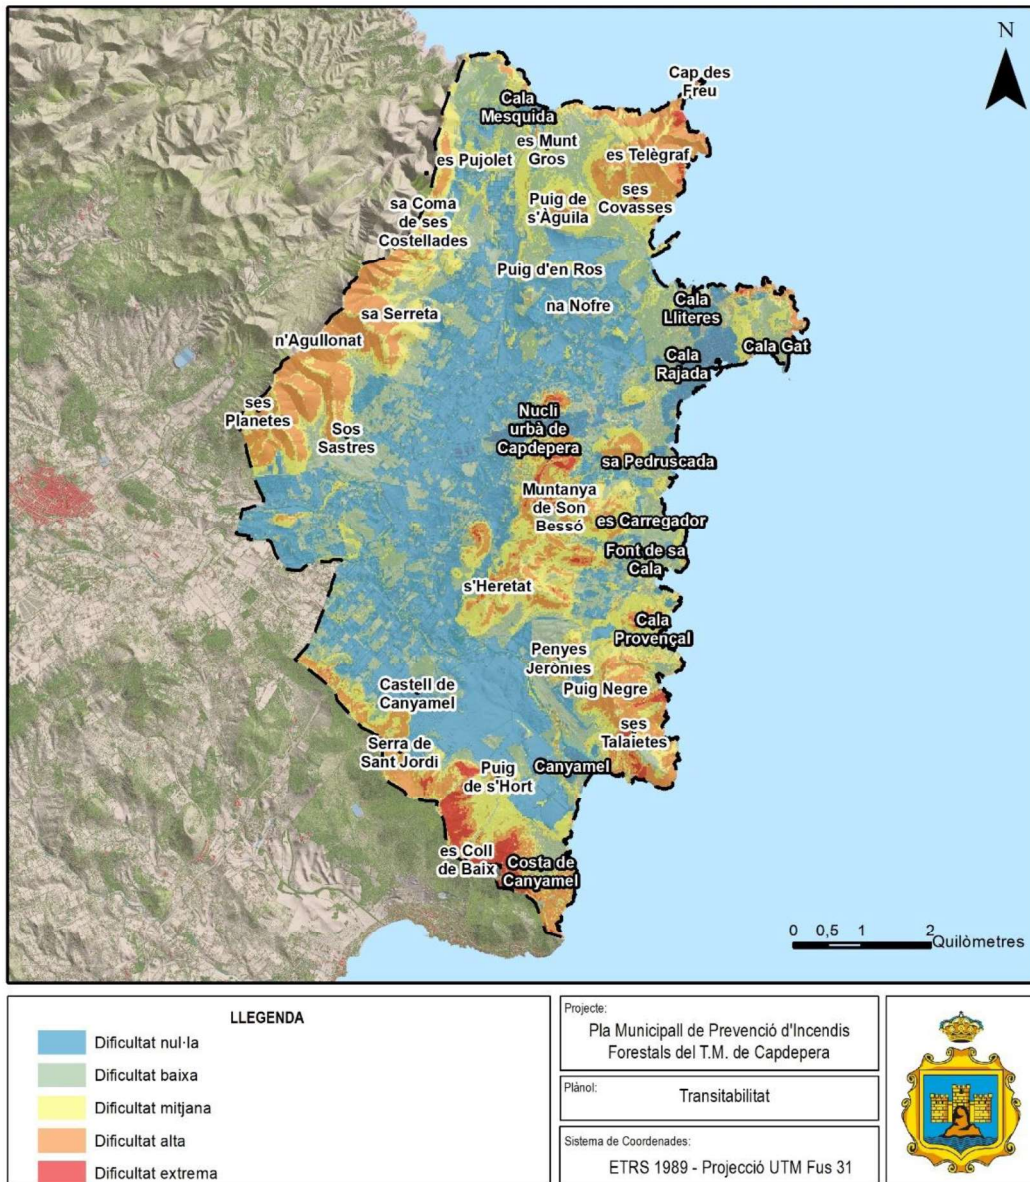 N
Cap des
Freu
Cala
Mesquida
es Munt
Gros
es Pujolet
es Telègraf
ses
Covasses
Puig de
s'Àguila
sa Coma
de ses
Costellades
Puig d'en Ros
na Nofre
Cala
Lliteres
sa Serreta
n'Agullonat
Cala Gat
Cala
Rajada
ses
Planetes
Sos
Sastres
Nucli
urbà de
Capdepera
sa Pedruscada
Muntanya
de Son
Bessó
es Carregador
Font de sa
Cala
s'Heretat
Cala
Provençal
Penyes
Jerònies
Puig Negre
Castell de
Canyamel
ses
Talaietes
Serra de
Sant Jordi
Puig
de s'Hort
Canyamel
es Coll
de Baix
Costa de
Canyamel
0 0,5 1 2
Quilòmetres
LLEGENDA
Dificultat nul·la
Dificultat baixa
Dificultat mitjana
Dificultat alta
Dificultat extrema
Projecte:
Pla Municipall de Prevenció d'Incendis
Forestals del T.M. de Capdepera
Plànol:
Transitabilitat
Sistema de Coordenades:
ETRS 1989 - Projecció UTM Fus 31